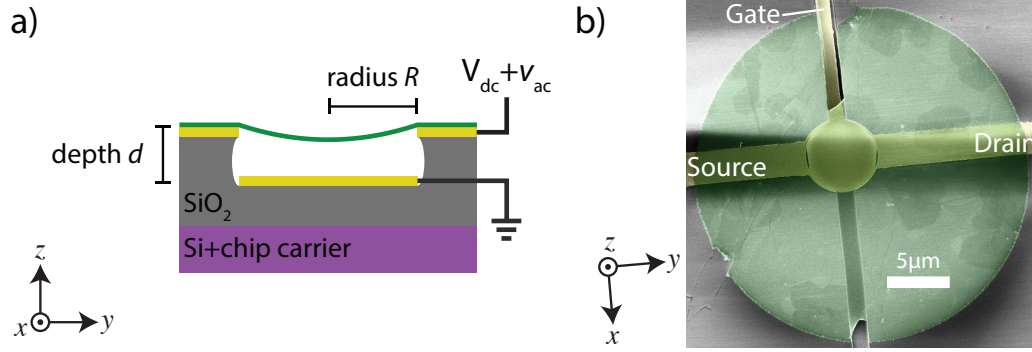 a)
radius R
V_dc+v_ac
depth d
SiO₂
Si+chip carrier
z
x
y
b)
Gate
Source
Drain
5μm
z
y
x